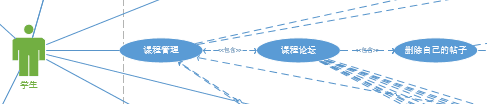 课程管理
<<包含>>
课程论坛
<<包含>>
删除自己的帖子
学生